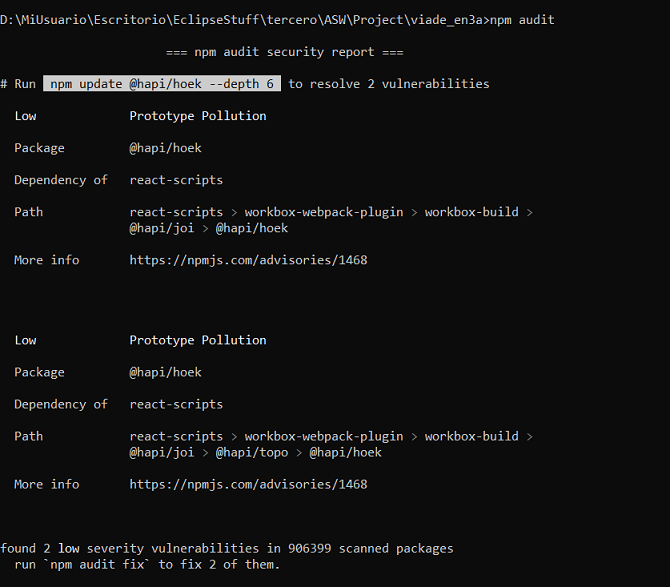 D:\MiUsuario\Escritorio\EclipseStuff\tercero\ASW\Project\viade_en3a>npm audit
=== npm audit security report ===
# Run  npm update @hapi/hoek --depth 6  to resolve 2 vulnerabilities
Low Prototype Pollution
Package @hapi/hoek
Dependency of react-scripts
Path react-scripts > workbox-webpack-plugin > workbox-build >
@hapi/joi > @hapi/hoek
More info https://npmjs.com/advisories/1468
Low Prototype Pollution
Package @hapi/hoek
Dependency of react-scripts
Path react-scripts > workbox-webpack-plugin > workbox-build >
@hapi/joi > @hapi/topo > @hapi/hoek
More info https://npmjs.com/advisories/1468
found 2 low severity vulnerabilities in 906399 scanned packages
run `npm audit fix` to fix 2 of them.